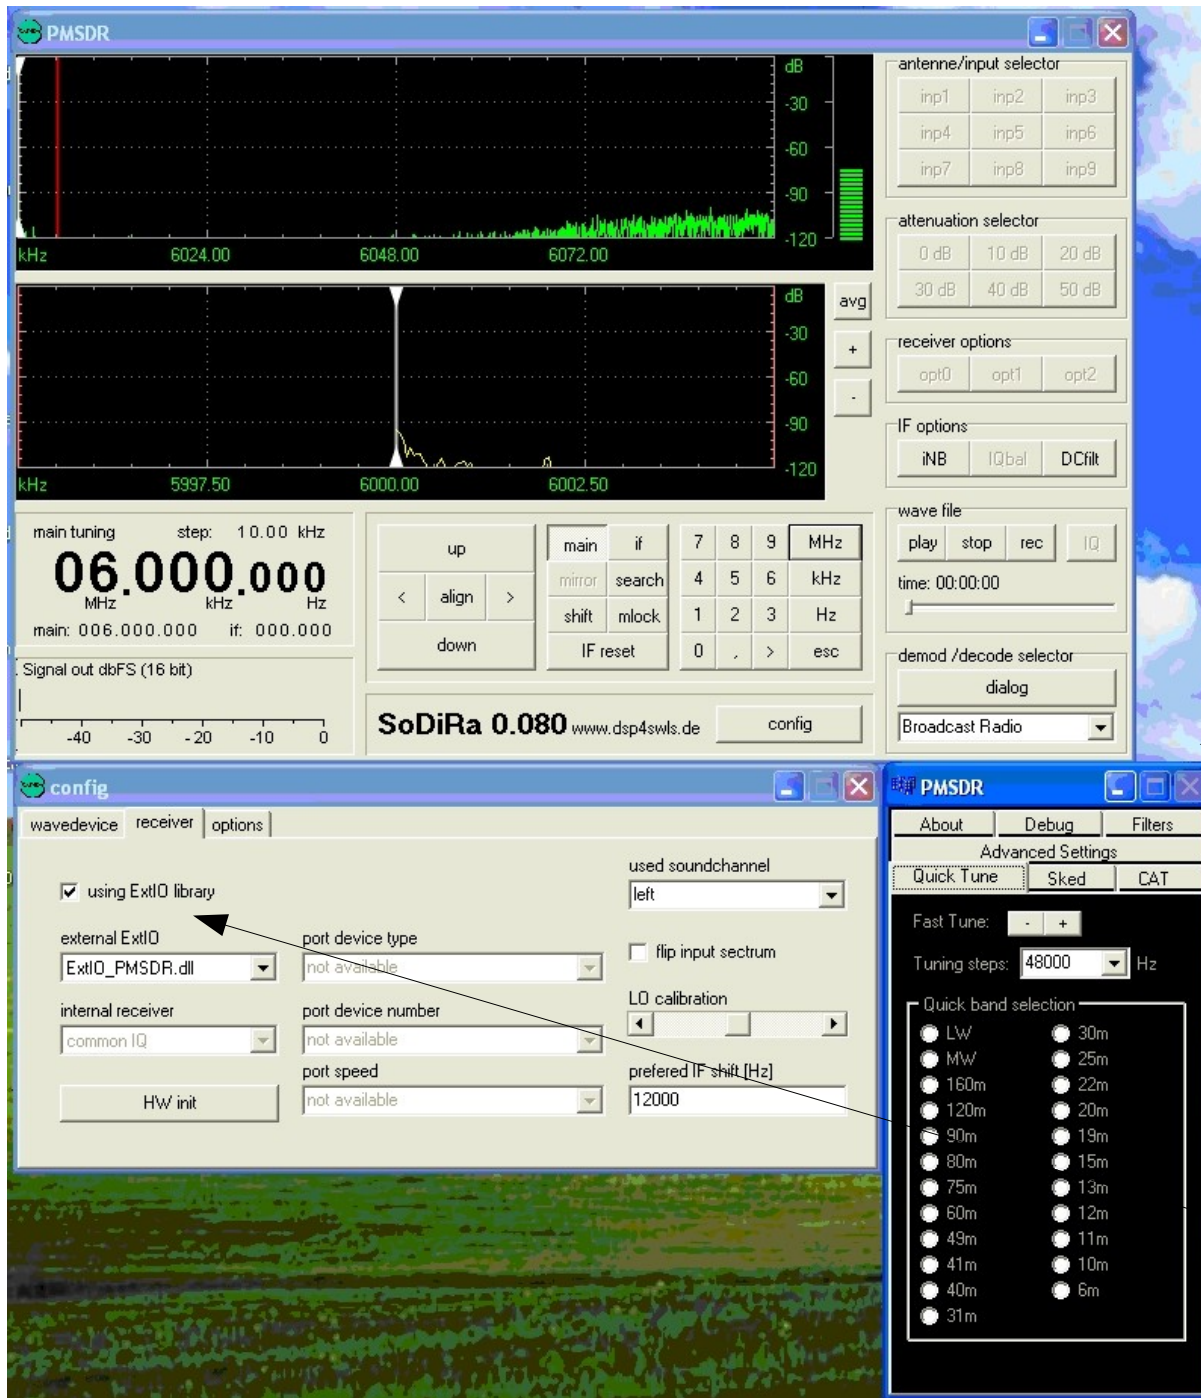 PMSDR
dB
-30
-60
-90
-120
kHz 6024.00 6048.00 6072.00
dB
-30
-60
-90
-120
kHz 5997.50 6000.00 6002.50
avg
+
-
antenne/input selector
inp1 inp2 inp3
inp4 inp5 inp6
inp7 inp8 inp9
attenuation selector
0 dB 10 dB 20 dB
30 dB 40 dB 50 dB
receiver options
opt0 opt1 opt2
IF options
iNB IQbal DCfilt
wave file
play stop rec IQ
time: 00:00:00
demod /decode selector
dialog
Broadcast Radio
main tuning step: 10.00 kHz
06.000.000
MHz kHz Hz
main: 006.000.000 if: 000.000
Signal out dbFS (16 bit)
-40 -30 -20 -10 0
up
< align >
down
main if
mirror search
shift mlock
IF reset
7 8 9 MHz
4 5 6 kHz
1 2 3 Hz
0 , > esc
SoDiRa 0.080 www.dsp4swls.de config
config
wavedevice receiver options
using ExtIO library
external ExtIO
ExtIO_PMSDR.dll
internal receiver
common IQ
HW init
port device type
not available
port device number
not available
port speed
not available
used soundchannel
left
flip input sectrum
LO calibration
prefered IF shift [Hz]
12000
PMSDR
About Debug Filters
Advanced Settings
Quick Tune Sked CAT
Fast Tune: - +
Tuning steps: 48000 Hz
Quick band selection
LW 30m
MW 25m
160m 22m
120m 20m
90m 19m
80m 15m
75m 13m
60m 12m
49m 11m
41m 10m
40m 6m
31m